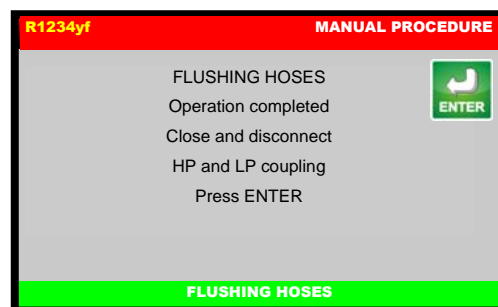 R1234yf MANUAL PROCEDURE
FLUSHING HOSES
Operation completed
ENTER
Close and disconnect
HP and LP coupling
Press ENTER
FLUSHING HOSES